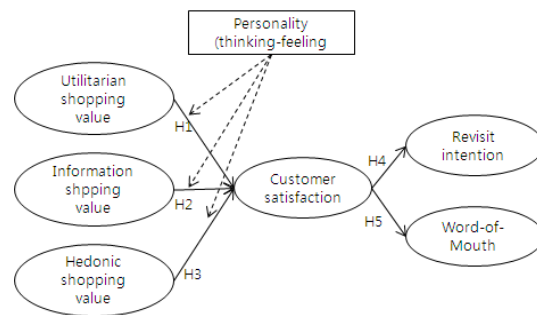 Personality
(thinking-feeling
Utilitarian
shopping
value
H1
Information
shpping
value
H2
Hedonic
shopping
value
H3
Customer
satisfaction
H4
Revisit
intention
H5
Word-of-
Mouth